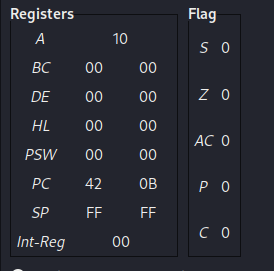 Registers
A 10
BC 00 00
DE 00 00
HL 00 00
PSW 00 00
PC 42 0B
SP FF FF
Int-Reg 00
Flag
S 0
Z 0
AC 0
P 0
C 0